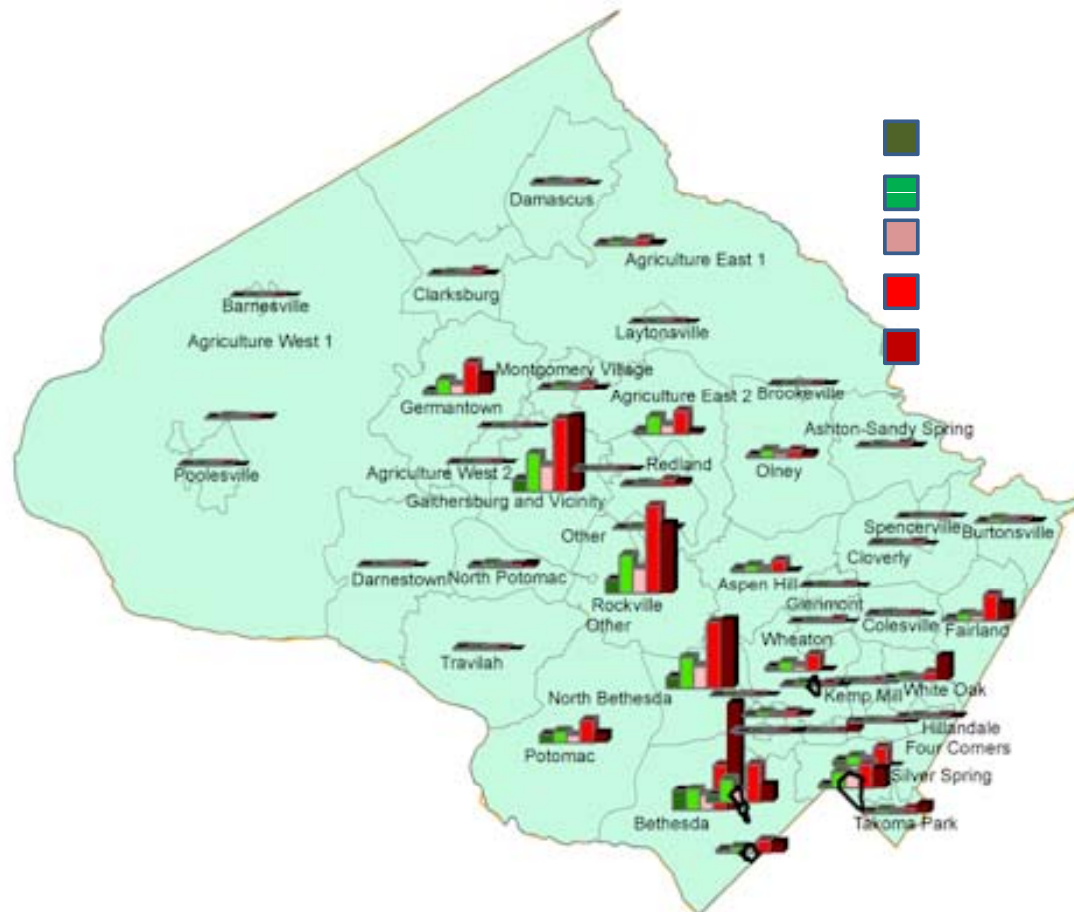 Damascus
Agriculture East 1
Clarksburg
Barnesville
Laytonsville
Agriculture West 1
Montgomery Village
Brookeville
Agriculture East 2
Germantown
Ashton-Sandy Spring
Agriculture West 2
Redland
Olney
Poolesville
Gaithersburg and Vicinity
Spencerville
Burtonsville
Other
Cloverly
Darnestown
North Potomac
Aspen Hill
Rockville
Glenmont
Other
Colesville
Fairland
Wheaton
Travilah
Kemp Mill
White Oak
North Bethesda
Hillandale
Potomac
Four Corners
Silver Spring
Bethesda
Takoma Park